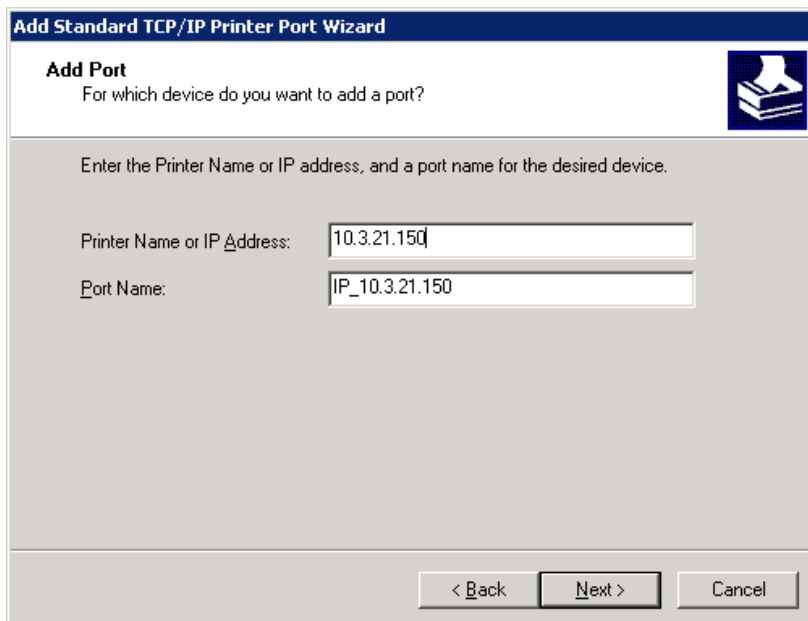 Add Standard TCP/IP Printer Port Wizard
Add Port
For which device do you want to add a port?
Enter the Printer Name or IP address, and a port name for the desired device.
Printer Name or IP Address: 10.3.21.150
Port Name: IP_10.3.21.150
< Back Next > Cancel